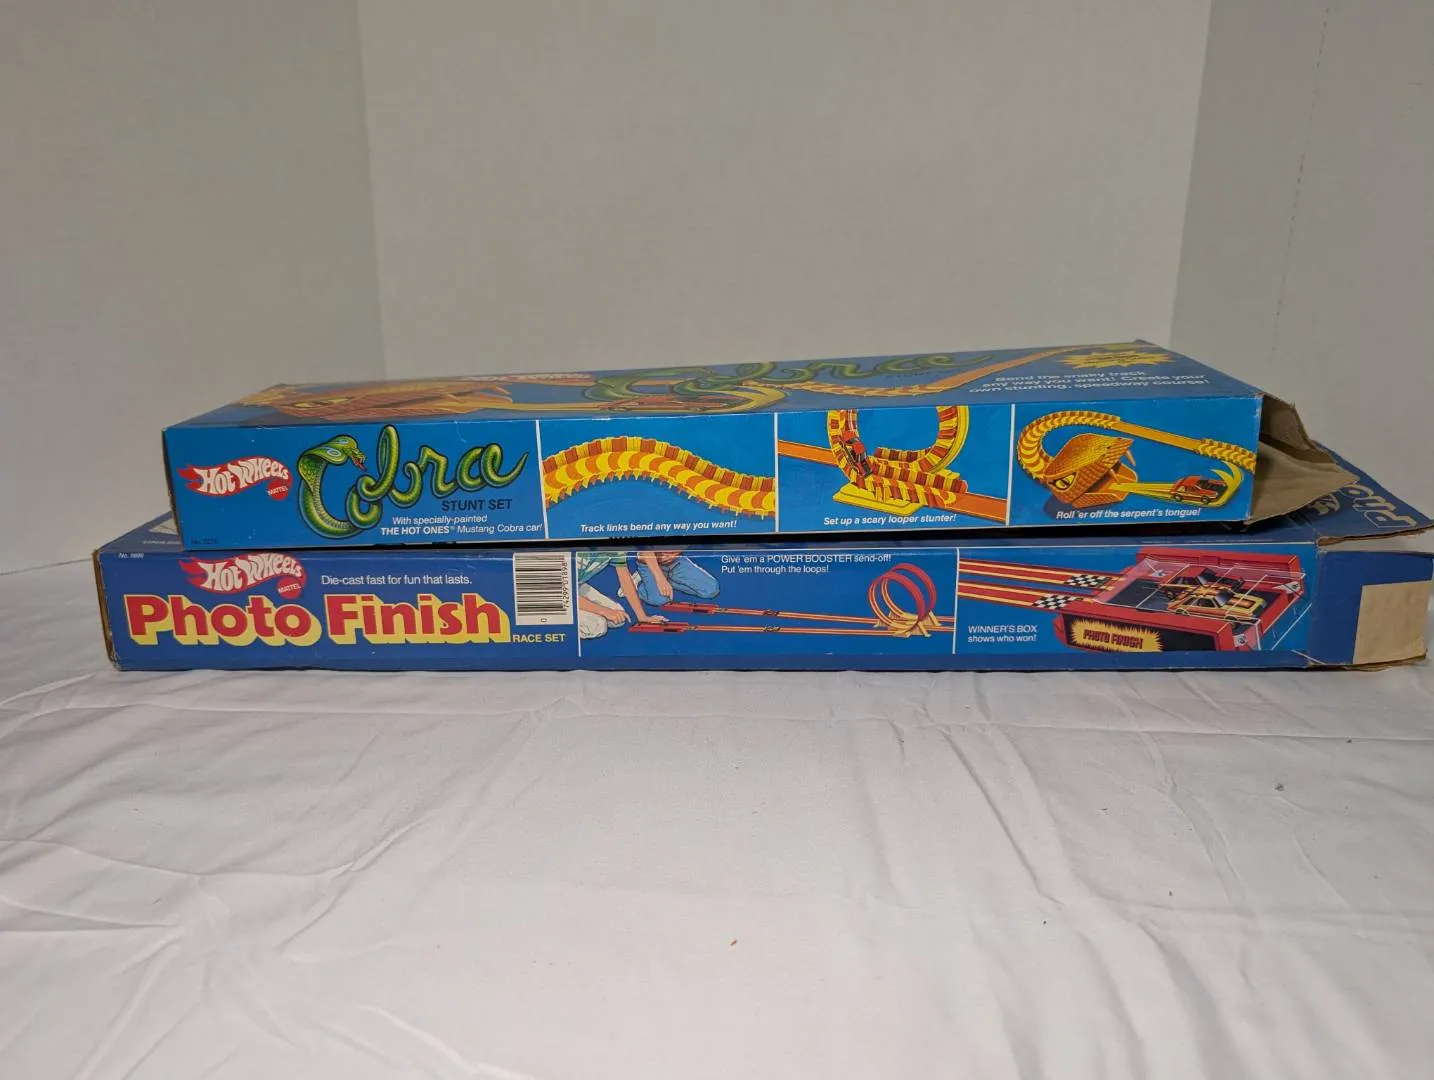 Cobra
Bend the snaky track
any way you want! Create your
own stunting, speedway course!
HOT WHEELS
MATTEL
Cobra
STUNT SET
With specially-painted
THE HOT ONES® Mustang Cobra car!
Track links bend any way you want!
Set up a scary looper stunter!
Roll 'er off the serpent's tongue!
HOT WHEELS
MATTEL
Die-cast fast for fun that lasts.
Photo Finish
RACE SET
0
Give 'em a POWER BOOSTER send-off!
Put 'em through the loops!
WINNER'S BOX
shows who won!
PHOTO FINISH